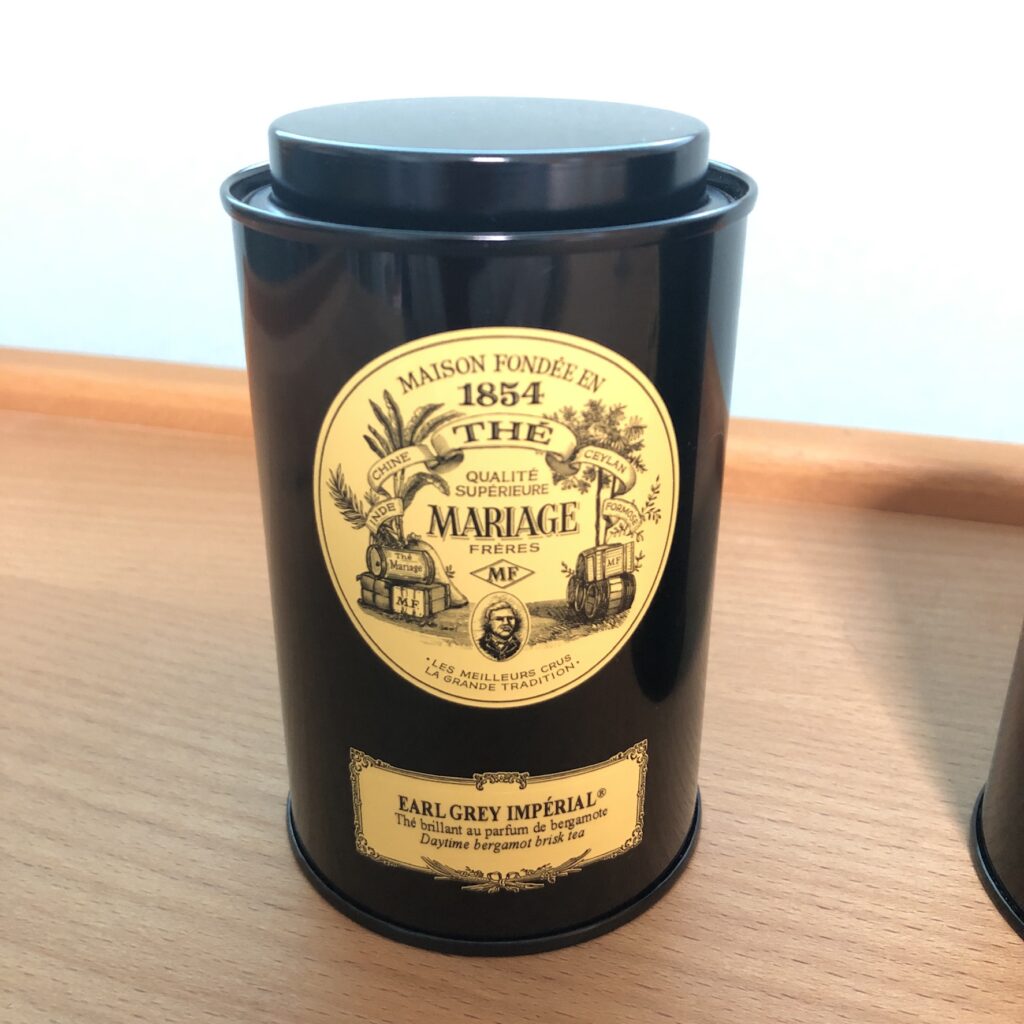 MAISON FONDÉE EN
1854
THÉ
CHINE
CEYLAN
QUALITÉ
SUPÉRIEURE
INDE
FORMOSE
MARIAGE
FRÈRES
Thé
Mariage
M.F
MF
M.F.
• LES MEILLEURS CRUS
LA GRANDE TRADITION •
EARL GREY IMPÉRIAL®
Thé brillant au parfum de bergamote
Daytime bergamot brisk tea